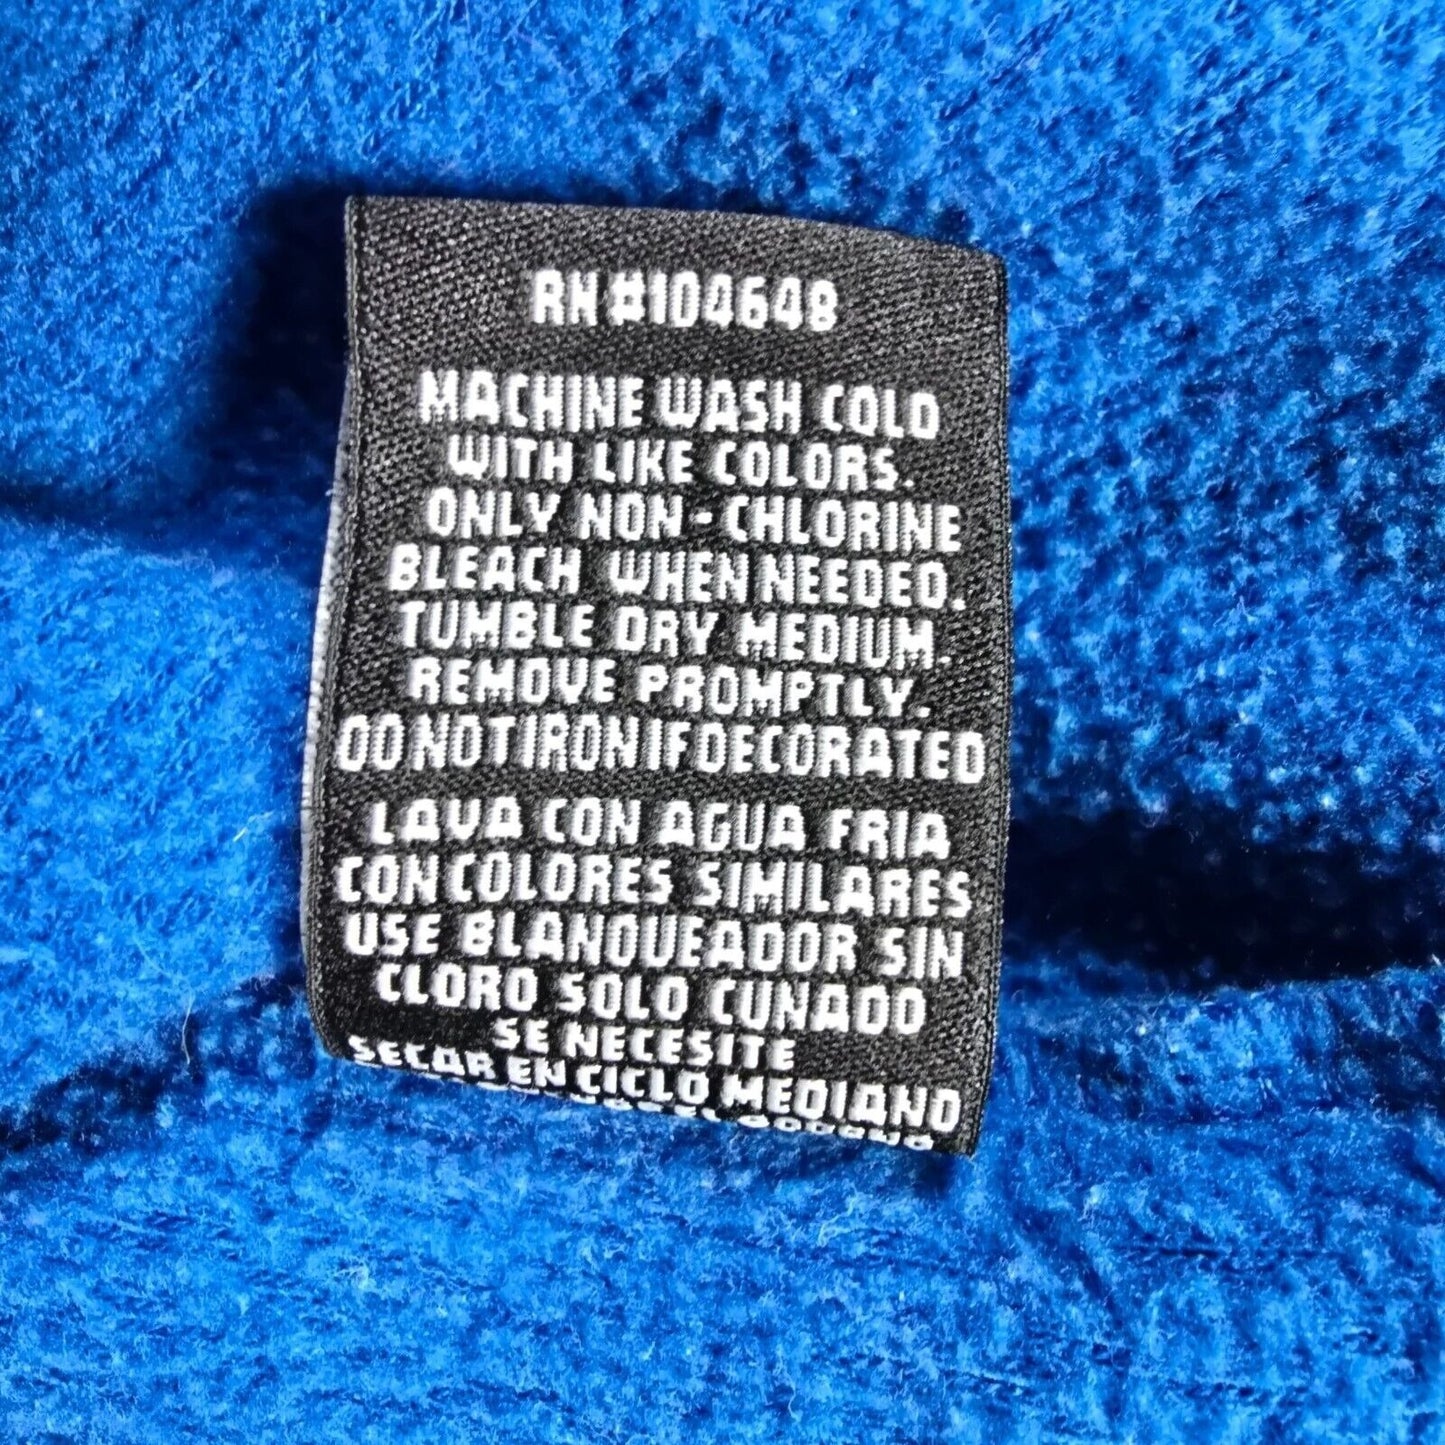 RN #104648
MACHINE WASH COLD
WITH LIKE COLORS.
ONLY NON-CHLORINE
BLEACH WHEN NEEDED.
TUMBLE DRY MEDIUM.
REMOVE PROMPTLY.
DO NOT IRON IF DECORATED
LAVA CON AGUA FRIA
CON COLORES SIMILARES
USE BLANQUEADOR SIN
CLORO SOLO CUNADO
SE NECESITE
SECAR EN CICLO MEDIANO